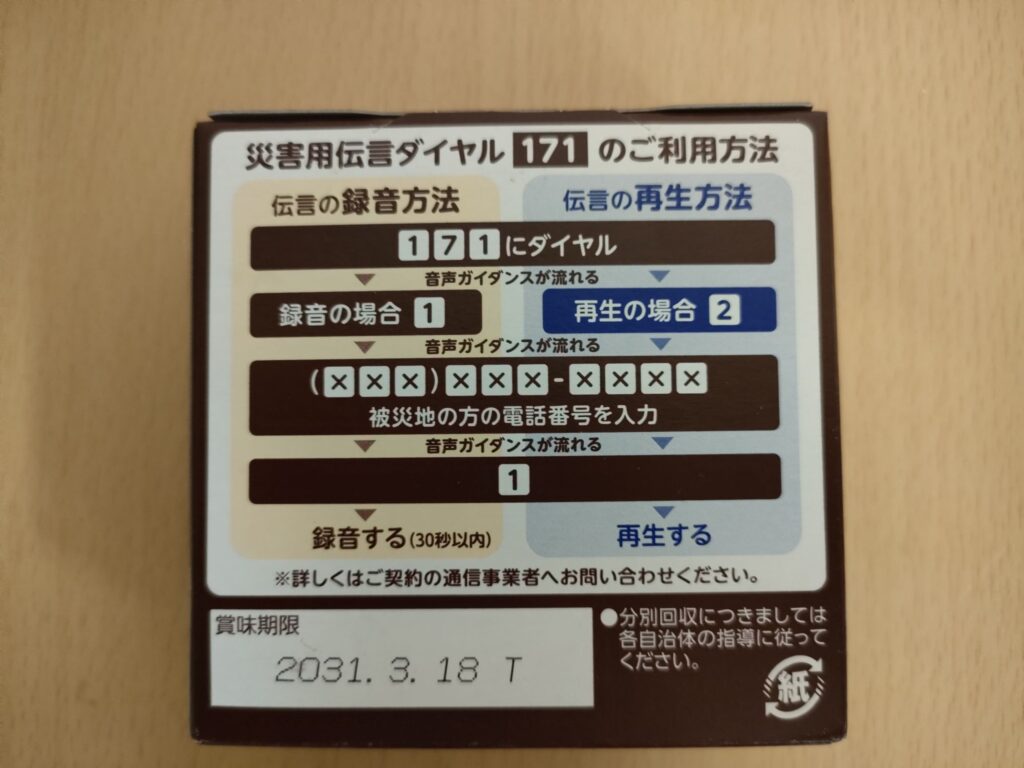 災害用伝言ダイヤル 171 のご利用方法
伝言の録音方法
伝言の再生方法
171にダイヤル
音声ガイダンスが流れる
録音の場合 1
再生の場合 2
音声ガイダンスが流れる
(×××)×××-××××
被災地の方の電話番号を入力
音声ガイダンスが流れる
1
録音する(30秒以内)
再生する
※詳しくはご契約の通信事業者へお問い合わせください。
賞味期限
2031. 3. 18 T
●分別回収につきましては
各自治体の指導に従って
ください。
紙